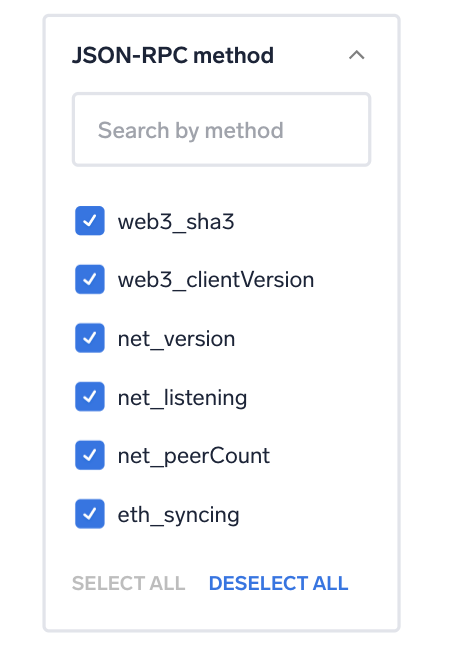 JSON-RPC method
Search by method
web3_sha3
web3_clientVersion
net_version
net_listening
net_peerCount
eth_syncing
SELECT ALL DESELECT ALL